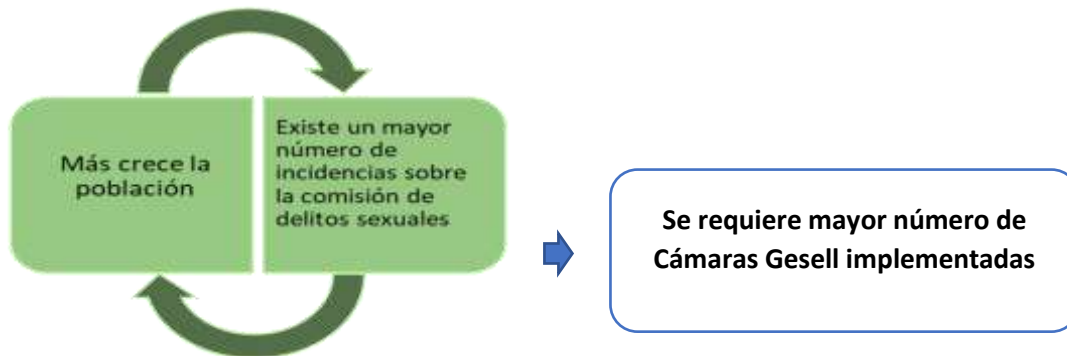 Más crece la
población
Existe un mayor
número de
incidencias sobre
la comisión de
delitos sexuales
Se requiere mayor número de
Cámaras Gesell implementadas